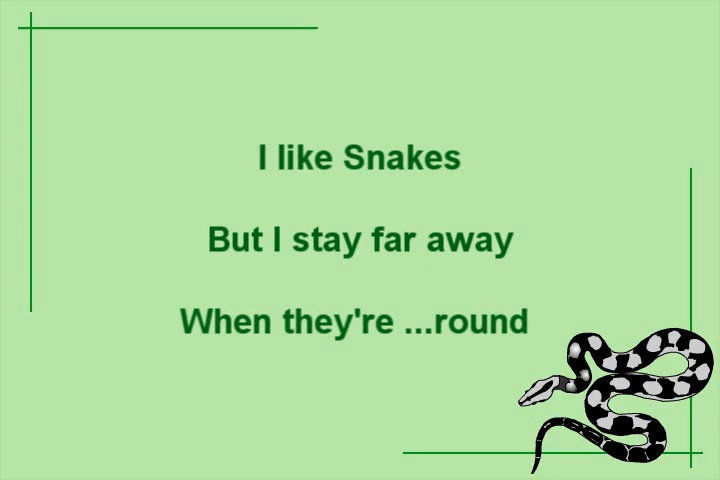 I like Snakes
But I stay far away
When they're ...round